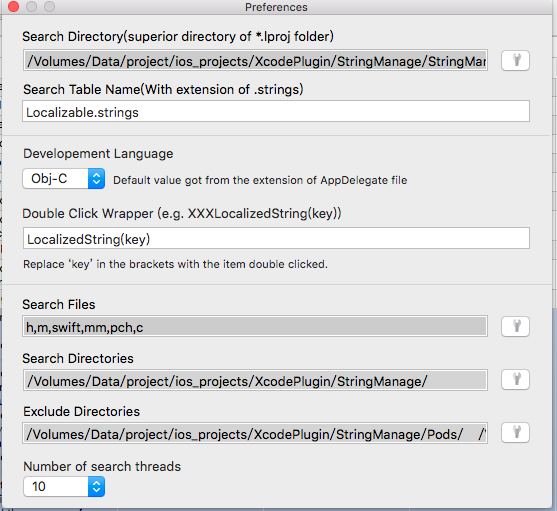 Preferences
Search Directory(superior directory of *.lproj folder)
/Volumes/Data/project/ios_projects/XcodePlugin/StringManage/StringMan
Search Table Name(With extension of .strings)
Localizable.strings
Developement Language
Obj-C Default value got from the extension of AppDelegate file
Double Click Wrapper (e.g. XXXLocalizedString(key))
LocalizedString(key)
Replace ‘key’ in the brackets with the item double clicked.
Search Files
h,m,swift,mm,pch,c
Search Directories
/Volumes/Data/project/ios_projects/XcodePlugin/StringManage/
Exclude Directories
/Volumes/Data/project/ios_projects/XcodePlugin/StringManage/Pods/ /
Number of search threads
10